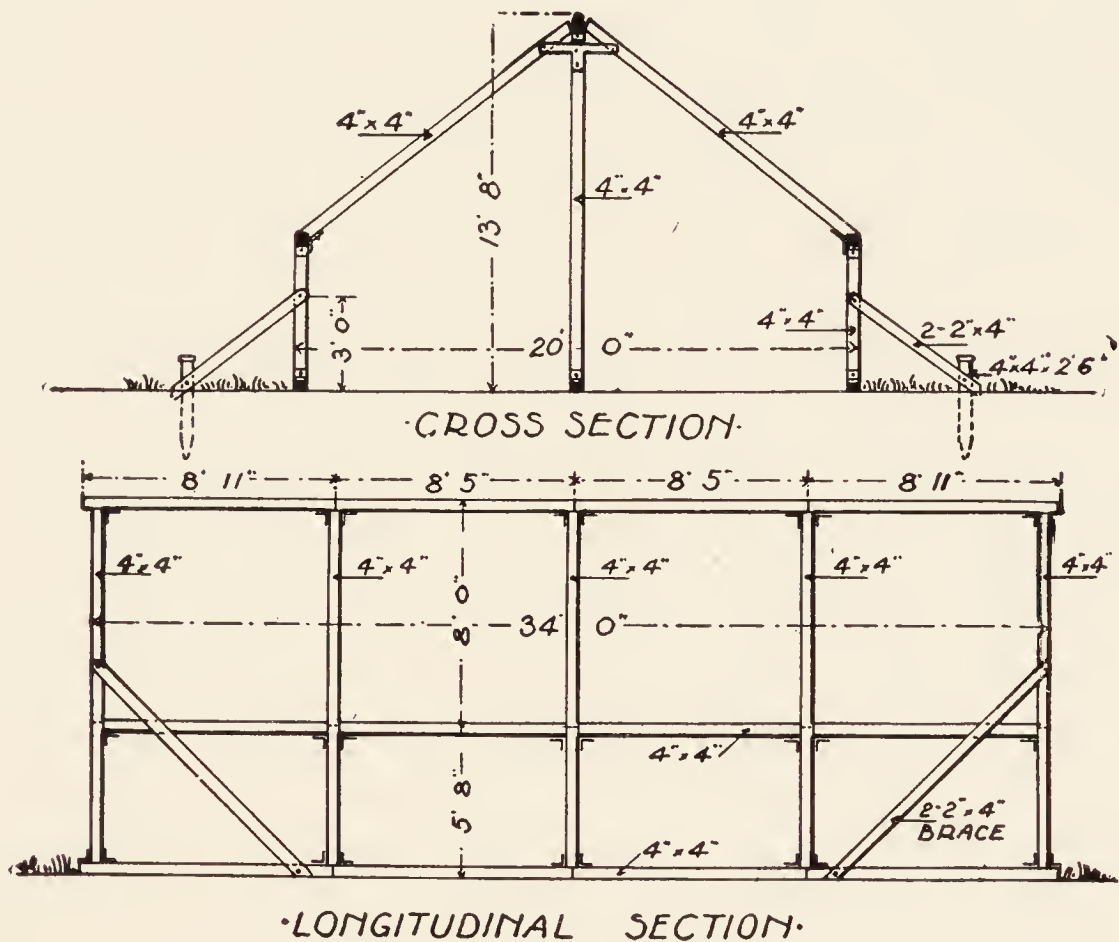 4"x4"
4"x4"
13' 8"
4"x4"
3' 0"
20' 0"
4"x4"
2-2"x4"
4"x4"x2'6"
·CROSS SECTION·
8' 11" 8' 5" 8' 5" 8' 11"
4"x4" 4"x4" 4"x4" 4"x4" 4"x4"
8' 0"
34' 0"
4"x4"
5' 8"
2-2"x4"
BRACE
4"x4"
·LONGITUDINAL SECTION·